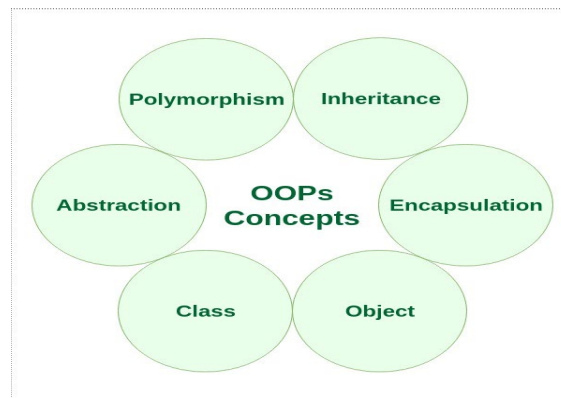 Polymorphism
Inheritance
Abstraction
OOPs
Concepts
Encapsulation
Class
Object